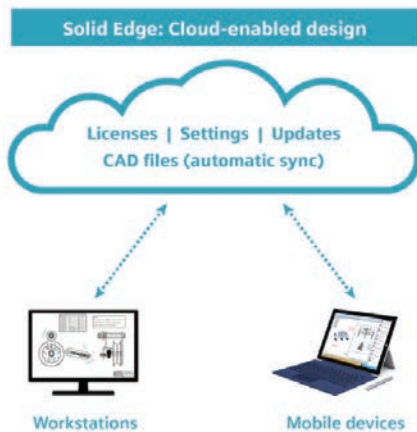 Solid Edge: Cloud-enabled design
Licenses | Settings | Updates
CAD files (automatic sync)
Workstations
Mobile devices